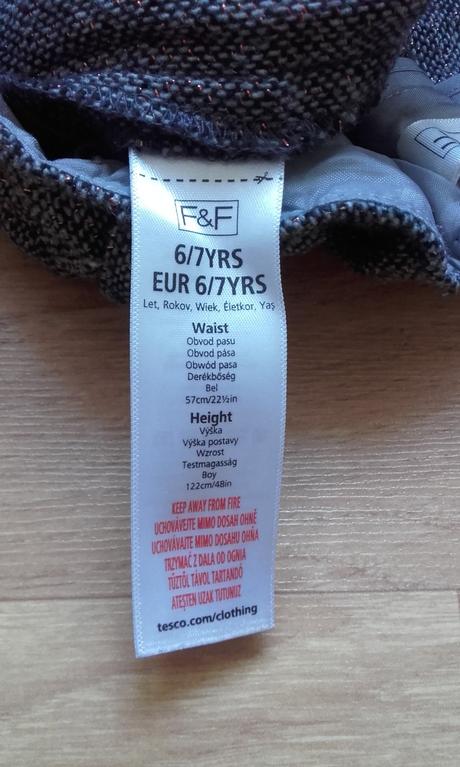 F&F
6/7YRS
EUR 6/7YRS
Let, Rokov, Wiek, Életkor, Yaş
Waist
Obvod pasu
Obvod pása
Obwód pasa
Derékbőség
Bel
57cm/22½in
Height
Výška
Výška postavy
Wzrost
Testmagasság
Boy
122cm/48in
KEEP AWAY FROM FIRE
UCHOVÁVEJTE MIMO DOSAH OHNĚ
UCHOVÁVAJTE MIMO DOSAHU OHŇA
TRZYMAĆ Z DALA OD OGNIA
TŰZTŐL TÁVOL TARTANDÓ
ATEŞTEN UZAK TUTUNUZ
tesco.com/clothing